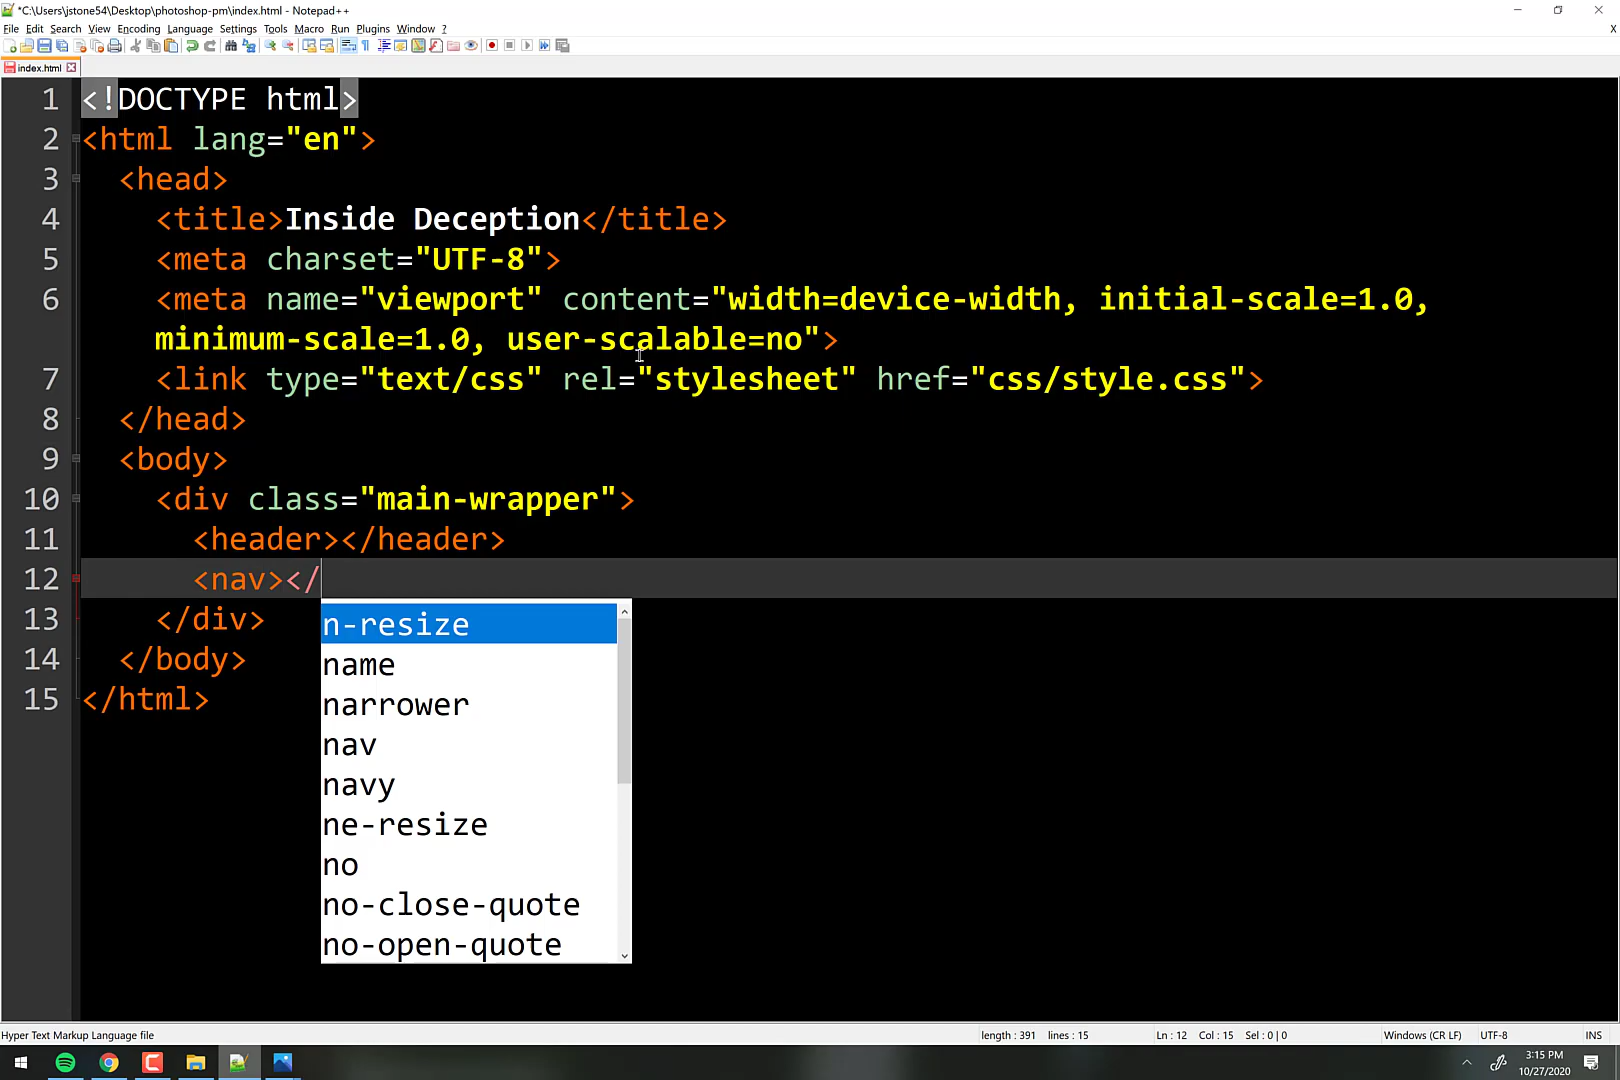 *C:\Users\jstone54\Desktop\photoshop-pm\index.html - Notepad++
File Edit Search View Encoding Language Settings Tools Macro Run Plugins Window ?
X
index.html
1 <!DOCTYPE html>
2 <html lang="en">
3 <head>
4 <title>Inside Deception</title>
5 <meta charset="UTF-8">
6 <meta name="viewport" content="width=device-width, initial-scale=1.0,
minimum-scale=1.0, user-scalable=no">
7 <link type="text/css" rel="stylesheet" href="css/style.css">
8 </head>
9 <body>
10 <div class="main-wrapper">
11 <header></header>
12 <nav></
13 </div>
14 </body>
15 </html>
n-resize
name
narrower
nav
navy
ne-resize
no
no-close-quote
no-open-quote
Hyper Text Markup Language file length : 391 lines : 15 Ln : 12 Col : 15 Sel : 0 | 0 Windows (CR LF) UTF-8 INS
3:15 PM
10/27/2020